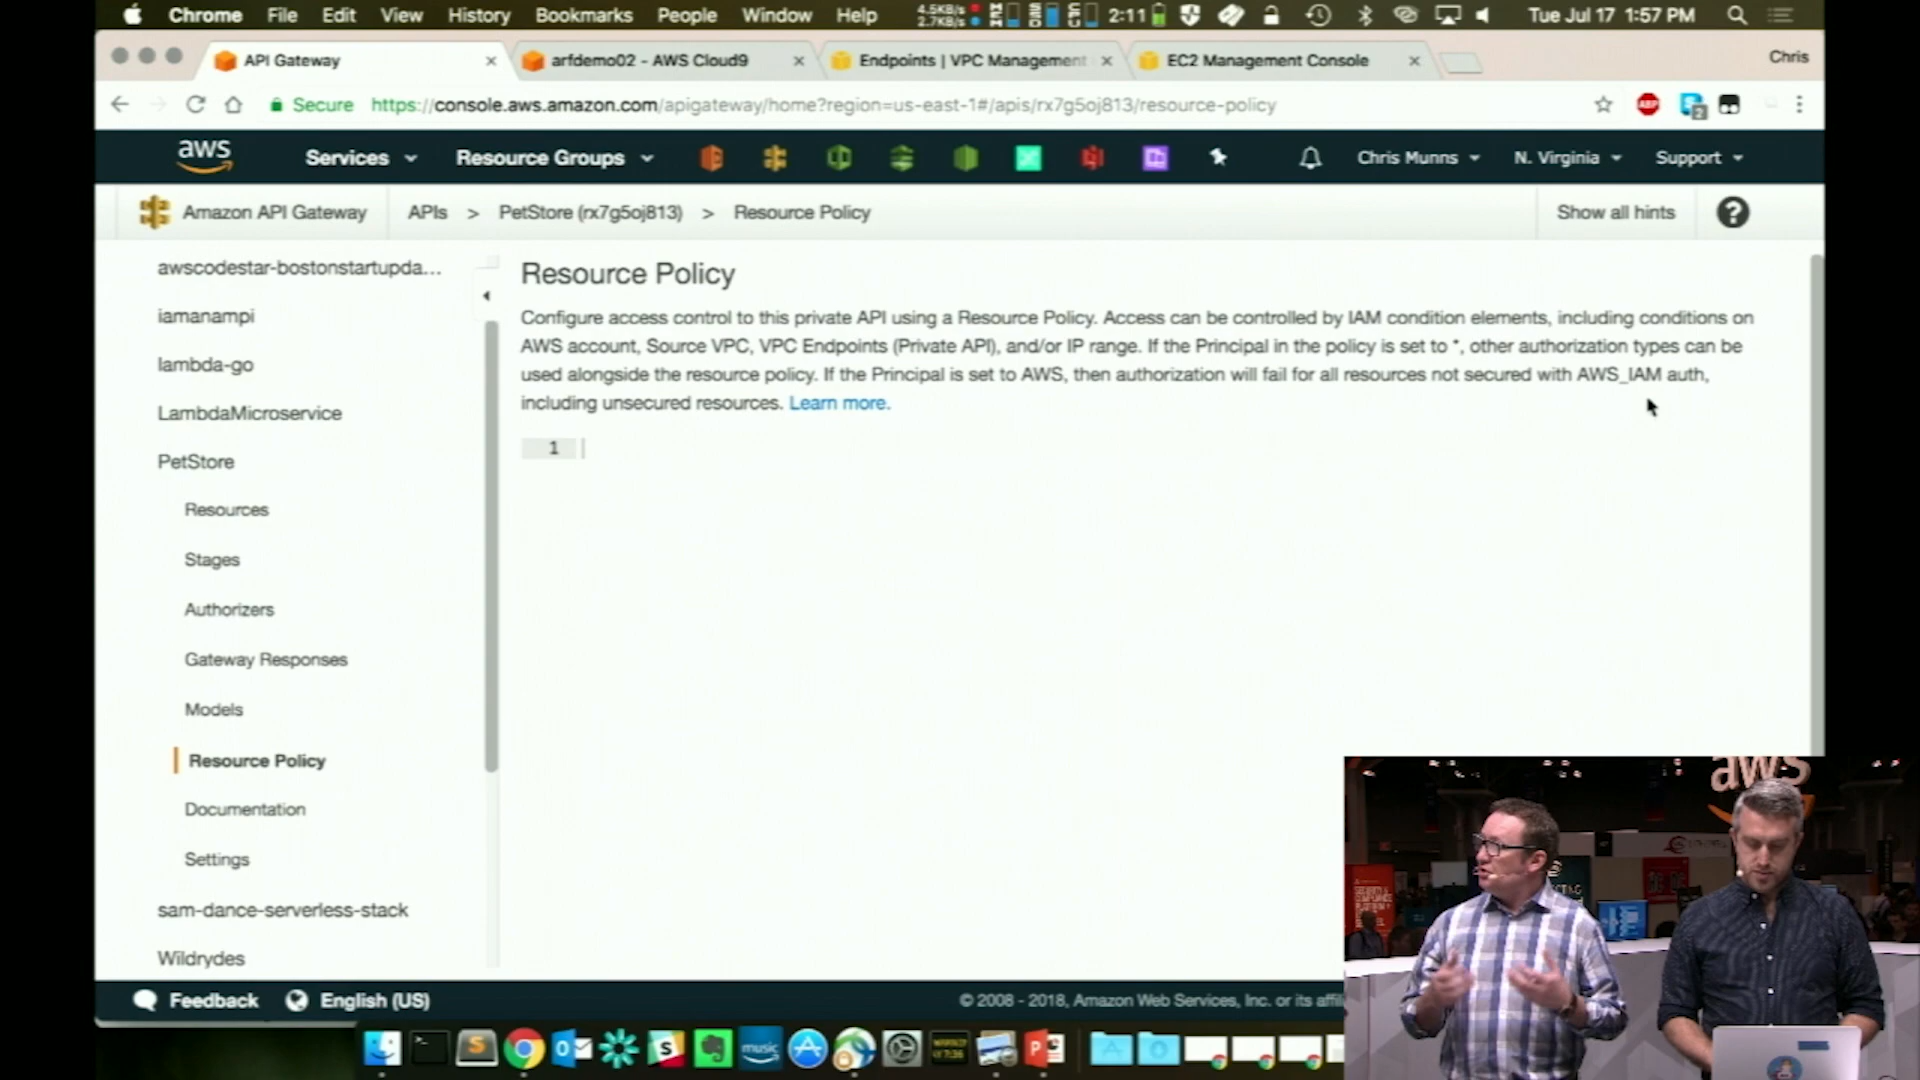 Chrome File Edit View History Bookmarks People Window Help 4.5KB/s 2.7KB/s 2:11 Tue Jul 17 1:57 PM
API Gateway arfdemo02 - AWS Cloud9 Endpoints | VPC Management EC2 Management Console Chris
Secure https://console.aws.amazon.com/apigateway/home?region=us-east-1#/apis/rx7g5oj813/resource-policy ABP 2
aws Services Resource Groups Chris Munns N. Virginia Support
Amazon API Gateway APIs > PetStore (rx7g5oj813) > Resource Policy Show all hints ?
awscodestar-bostonstartupda...
iamanampi
lambda-go
LambdaMicroservice
PetStore
Resources
Stages
Authorizers
Gateway Responses
Models
Resource Policy
Documentation
Settings
sam-dance-serverless-stack
Wildrydes
Resource Policy
Configure access control to this private API using a Resource Policy. Access can be controlled by IAM condition elements, including conditions on
AWS account, Source VPC, VPC Endpoints (Private API), and/or IP range. If the Principal in the policy is set to *, other authorization types can be
used alongside the resource policy. If the Principal is set to AWS, then authorization will fail for all resources not secured with AWS_IAM auth,
including unsecured resources. Learn more.
1
Feedback English (US) © 2008 - 2018, Amazon Web Services, Inc. or its
aws
music